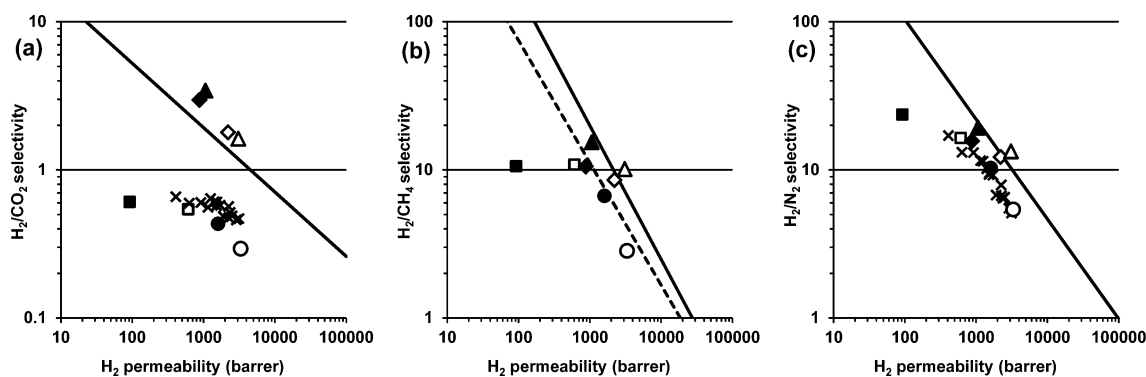 (a)
10
1
0.1
10 100 1000 10000 100000
H₂/CO₂ selectivity
H₂ permeability (barrer)
(b)
100
10
1
10 100 1000 10000 100000
H₂/CH₄ selectivity
H₂ permeability (barrer)
(c)
100
10
1
10 100 1000 10000 100000
H₂/N₂ selectivity
H₂ permeability (barrer)